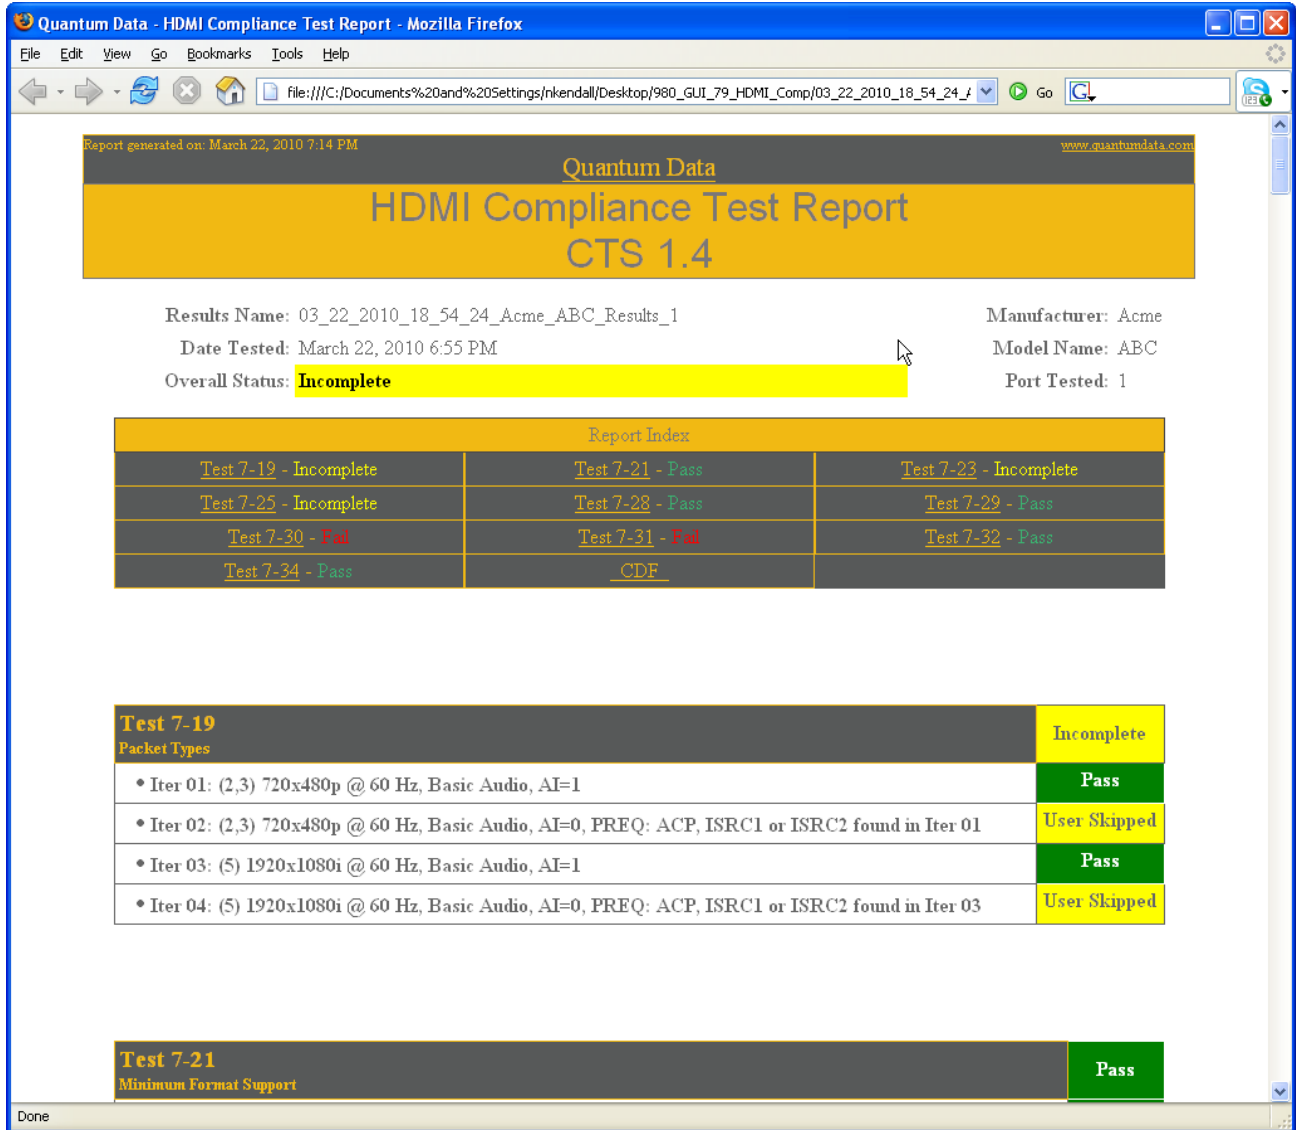 Quantum Data - HDMI Compliance Test Report - Mozilla Firefox
File Edit View Go Bookmarks Tools Help
file:///C:/Documents%20and%20Settings/nkendall/Desktop/980_GUI_79_HDMI_Comp/03_22_2010_18_54_24_A Go G
123
Report generated on: March 22, 2010 7:14 PM www.quantumdata.com
Quantum Data
HDMI Compliance Test Report
CTS 1.4
Results Name: 03_22_2010_18_54_24_Acme_ABC_Results_1 Manufacturer: Acme
Date Tested: March 22, 2010 6:55 PM Model Name: ABC
Overall Status: Incomplete Port Tested: 1
Report Index
Test 7-19 - Incomplete Test 7-21 - Pass Test 7-23 - Incomplete
Test 7-25 - Incomplete Test 7-28 - Pass Test 7-29 - Pass
Test 7-30 - Fail Test 7-31 - Fail Test 7-32 - Pass
Test 7-34 - Pass _CDF_
Test 7-19
Packet Types Incomplete
• Iter 01: (2,3) 720x480p @ 60 Hz, Basic Audio, AI=1 Pass
• Iter 02: (2,3) 720x480p @ 60 Hz, Basic Audio, AI=0, PREQ: ACP, ISRC1 or ISRC2 found in Iter 01 User Skipped
• Iter 03: (5) 1920x1080i @ 60 Hz, Basic Audio, AI=1 Pass
• Iter 04: (5) 1920x1080i @ 60 Hz, Basic Audio, AI=0, PREQ: ACP, ISRC1 or ISRC2 found in Iter 03 User Skipped
Test 7-21
Minimum Format Support Pass
Done